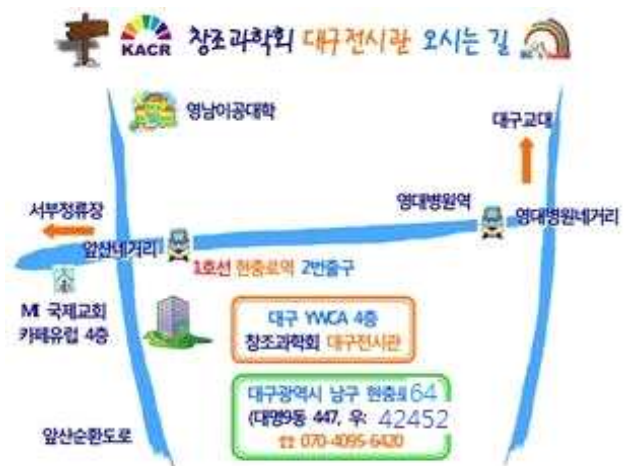 KACR 창조과학회 대구전시관 오시는 길
영남이공대학
대구교대
서부정류장
영대병원역
영대병원네거리
앞산네거리
1호선 현충로역 2번출구
MI 국제교회
카페유럽 4층
대구 YWCA 4층
창조과학회 대구전시관
대구광역시 남구 현충로64
(대명9동 447, 우: 42452
☎ 070-4095-6420
앞산순환도로